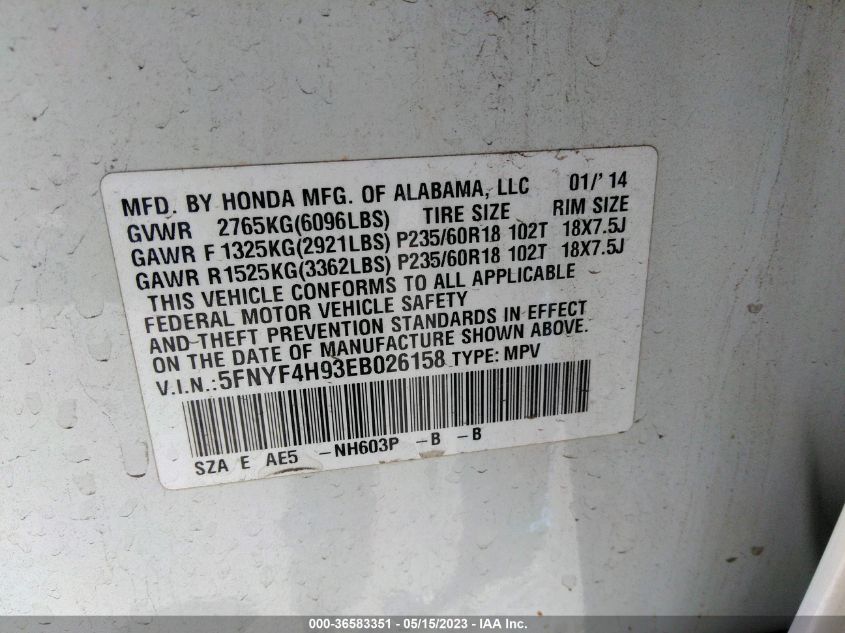 MFD. BY HONDA MFG. OF ALABAMA, LLC 01/'14
GVWR 2765KG(6096LBS) TIRE SIZE RIM SIZE
GAWR F 1325KG(2921LBS) P235/60R18 102T 18X7.5J
GAWR R 1525KG(3362LBS) P235/60R18 102T 18X7.5J
THIS VEHICLE CONFORMS TO ALL APPLICABLE
FEDERAL MOTOR VEHICLE SAFETY
AND THEFT PREVENTION STANDARDS IN EFFECT
ON THE DATE OF MANUFACTURE SHOWN ABOVE.
V.I.N.: 5FNYF4H93EB026158 TYPE: MPV
SZA E AE5 -NH603P -B -B
000-36583351 - 05/15/2023 - IAA Inc.